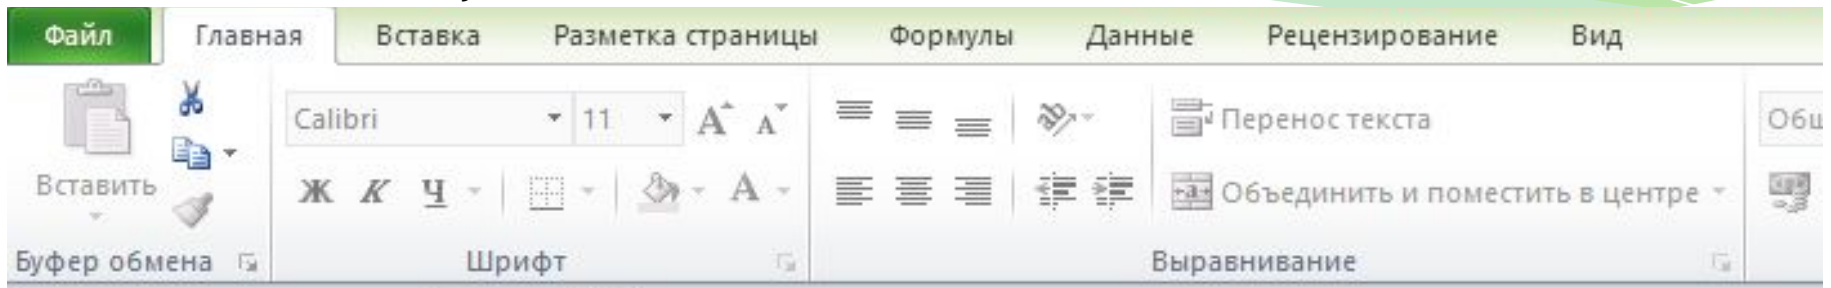 Файл Главная Вставка Разметка страницы Формулы Данные Рецензирование Вид
Calibri 11 А А Перенос текста
Вставить Ж К Ч А Объединить и поместить в центре
Буфер обмена Шрифт Выравнивание